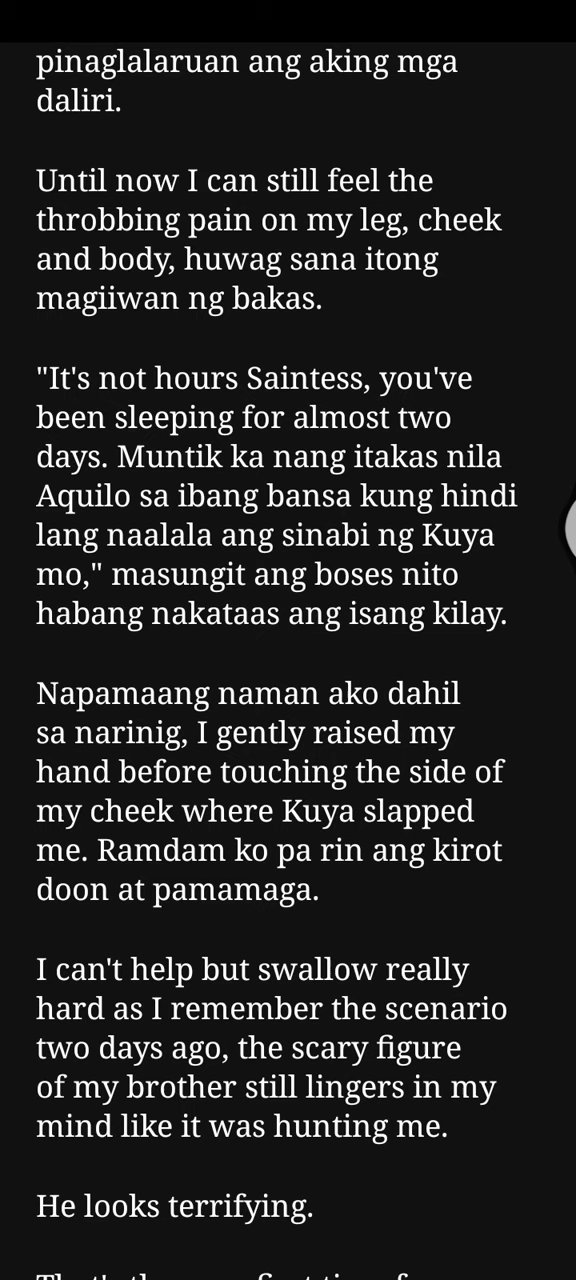 pinaglalaruan ang aking mga
daliri.
Until now I can still feel the
throbbing pain on my leg, cheek
and body, huwag sana itong
magiiwan ng bakas.
"It's not hours Saintess, you've
been sleeping for almost two
days. Muntik ka nang itakas nila
Aquilo sa ibang bansa kung hindi
lang naalala ang sinabi ng Kuya
mo," masungit ang boses nito
habang nakataas ang isang kilay.
Napamaang naman ako dahil
sa narinig, I gently raised my
hand before touching the side of
my cheek where Kuya slapped
me. Ramdam ko pa rin ang kirot
doon at pamamaga.
I can't help but swallow really
hard as I remember the scenario
two days ago, the scary figure
of my brother still lingers in my
mind like it was hunting me.
He looks terrifying.